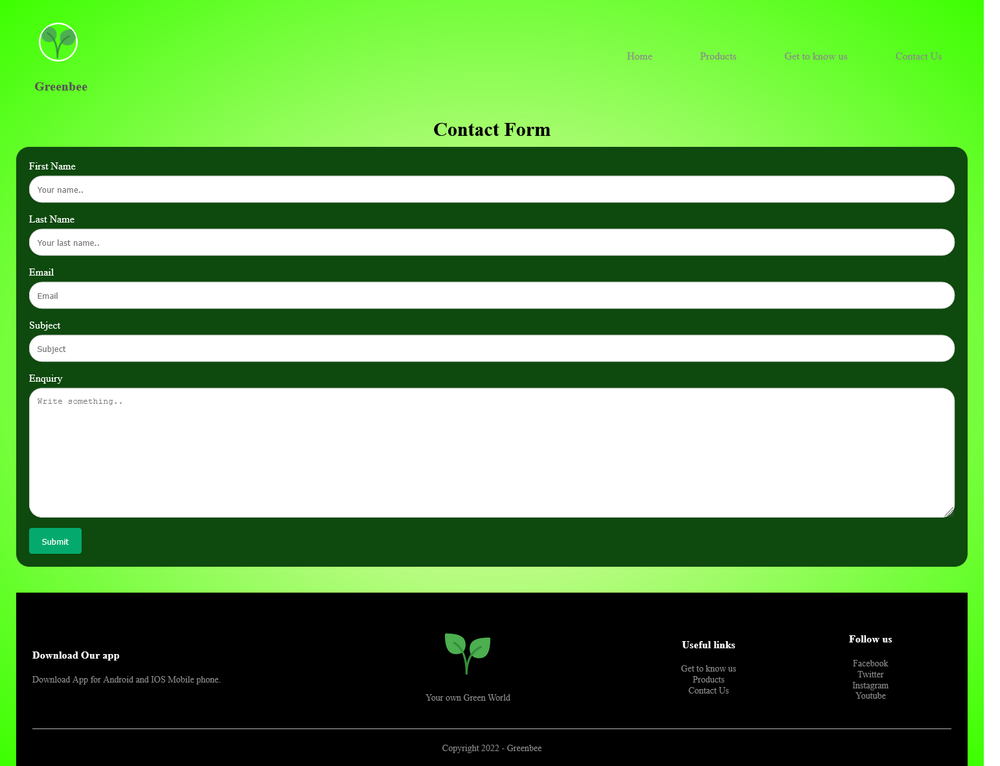 Home Products Get to know us Contact Us
Greenbee
Contact Form
First Name
Your name..
Last Name
Your last name..
Email
Email
Subject
Subject
Enquiry
Write something..
Submit
Download Our app
Download App for Android and IOS Mobile phone.
Your own Green World
Useful links
Get to know us
Products
Contact Us
Follow us
Facebook
Twitter
Instagram
Youtube
Copyright 2022 - Greenbee